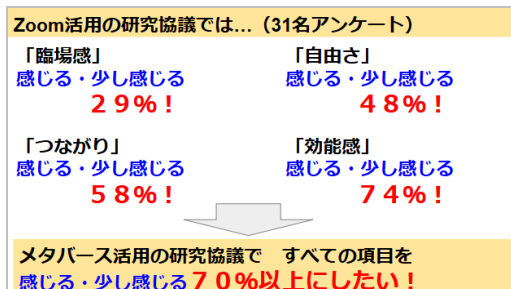 Zoom活用の研究協議では…（31名アンケート）
「臨場感」
感じる・少し感じる
２９％！
「自由さ」
感じる・少し感じる
４８％！
「つながり」
感じる・少し感じる
５８％！
「効能感」
感じる・少し感じる
７４％！
メタバース活用の研究協議で　すべての項目を
感じる・少し感じる７０％以上にしたい！